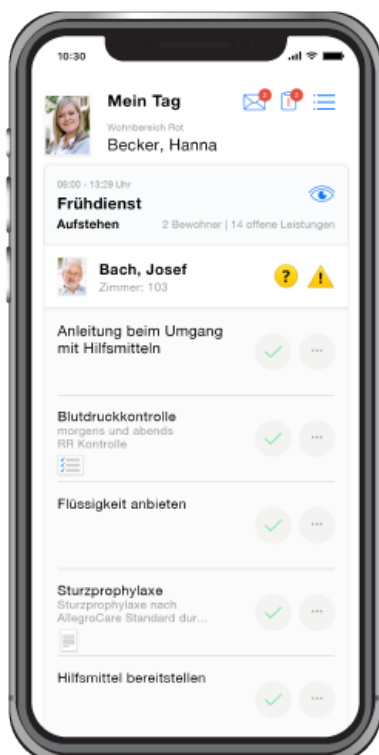 10:30
Mein Tag
2
3
Wohnbereich Rot
Becker, Hanna
06:00 - 13:29 Uhr
Frühdienst
Aufstehen
2 Bewohner | 14 offene Leistungen
Bach, Josef
Zimmer: 103
?
!
Anleitung beim Umgang
mit Hilfsmitteln
Blutdruckkontrolle
morgens und abends
RR Kontrolle
Flüssigkeit anbieten
Sturzprophylaxe
Sturzprophylaxe nach
AllegroCare Standard dur...
Hilfsmittel bereitstellen